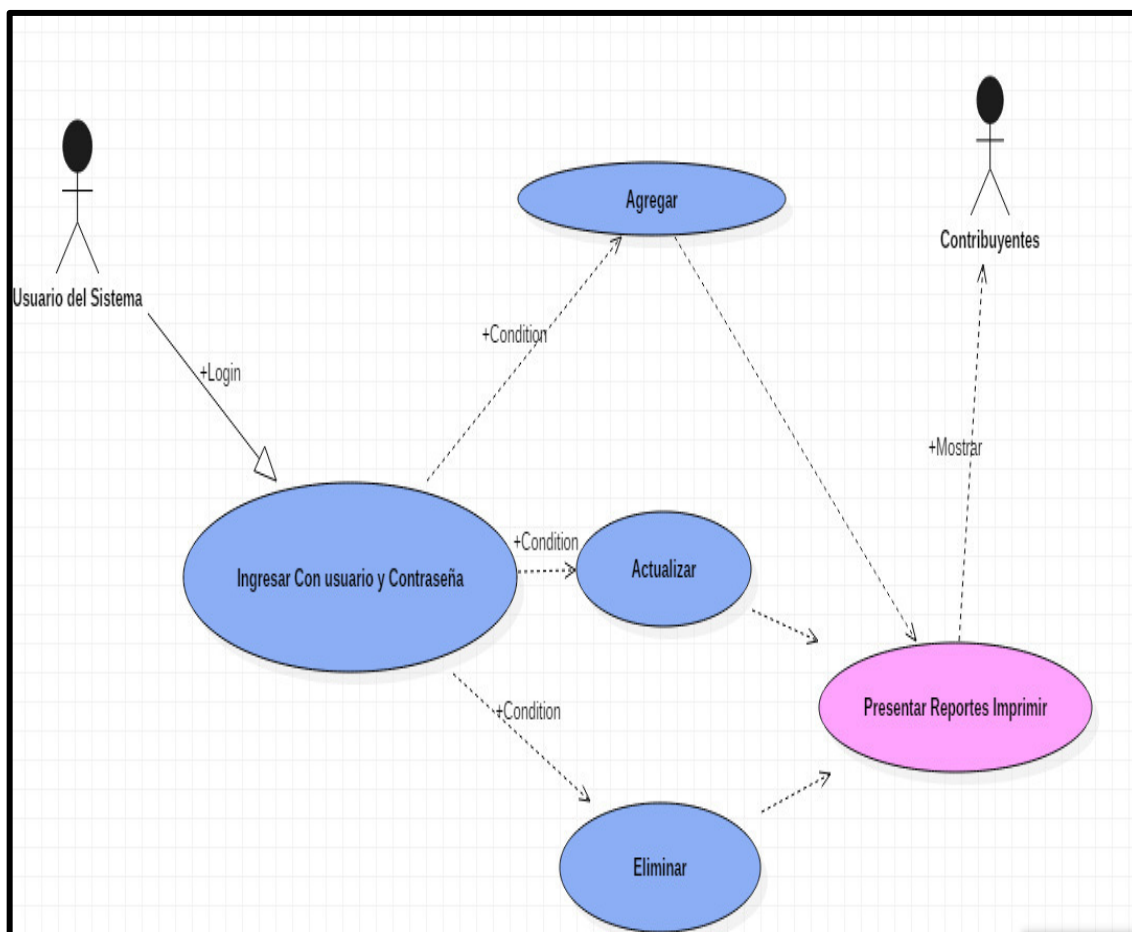 Agregar
Contribuyentes
Usuario del Sistema
+Condition
+Login
+Mostrar
+Condition
Ingresar Con usuario y Contraseña
Actualizar
+Condition
Presentar Reportes Imprimir
Eliminar